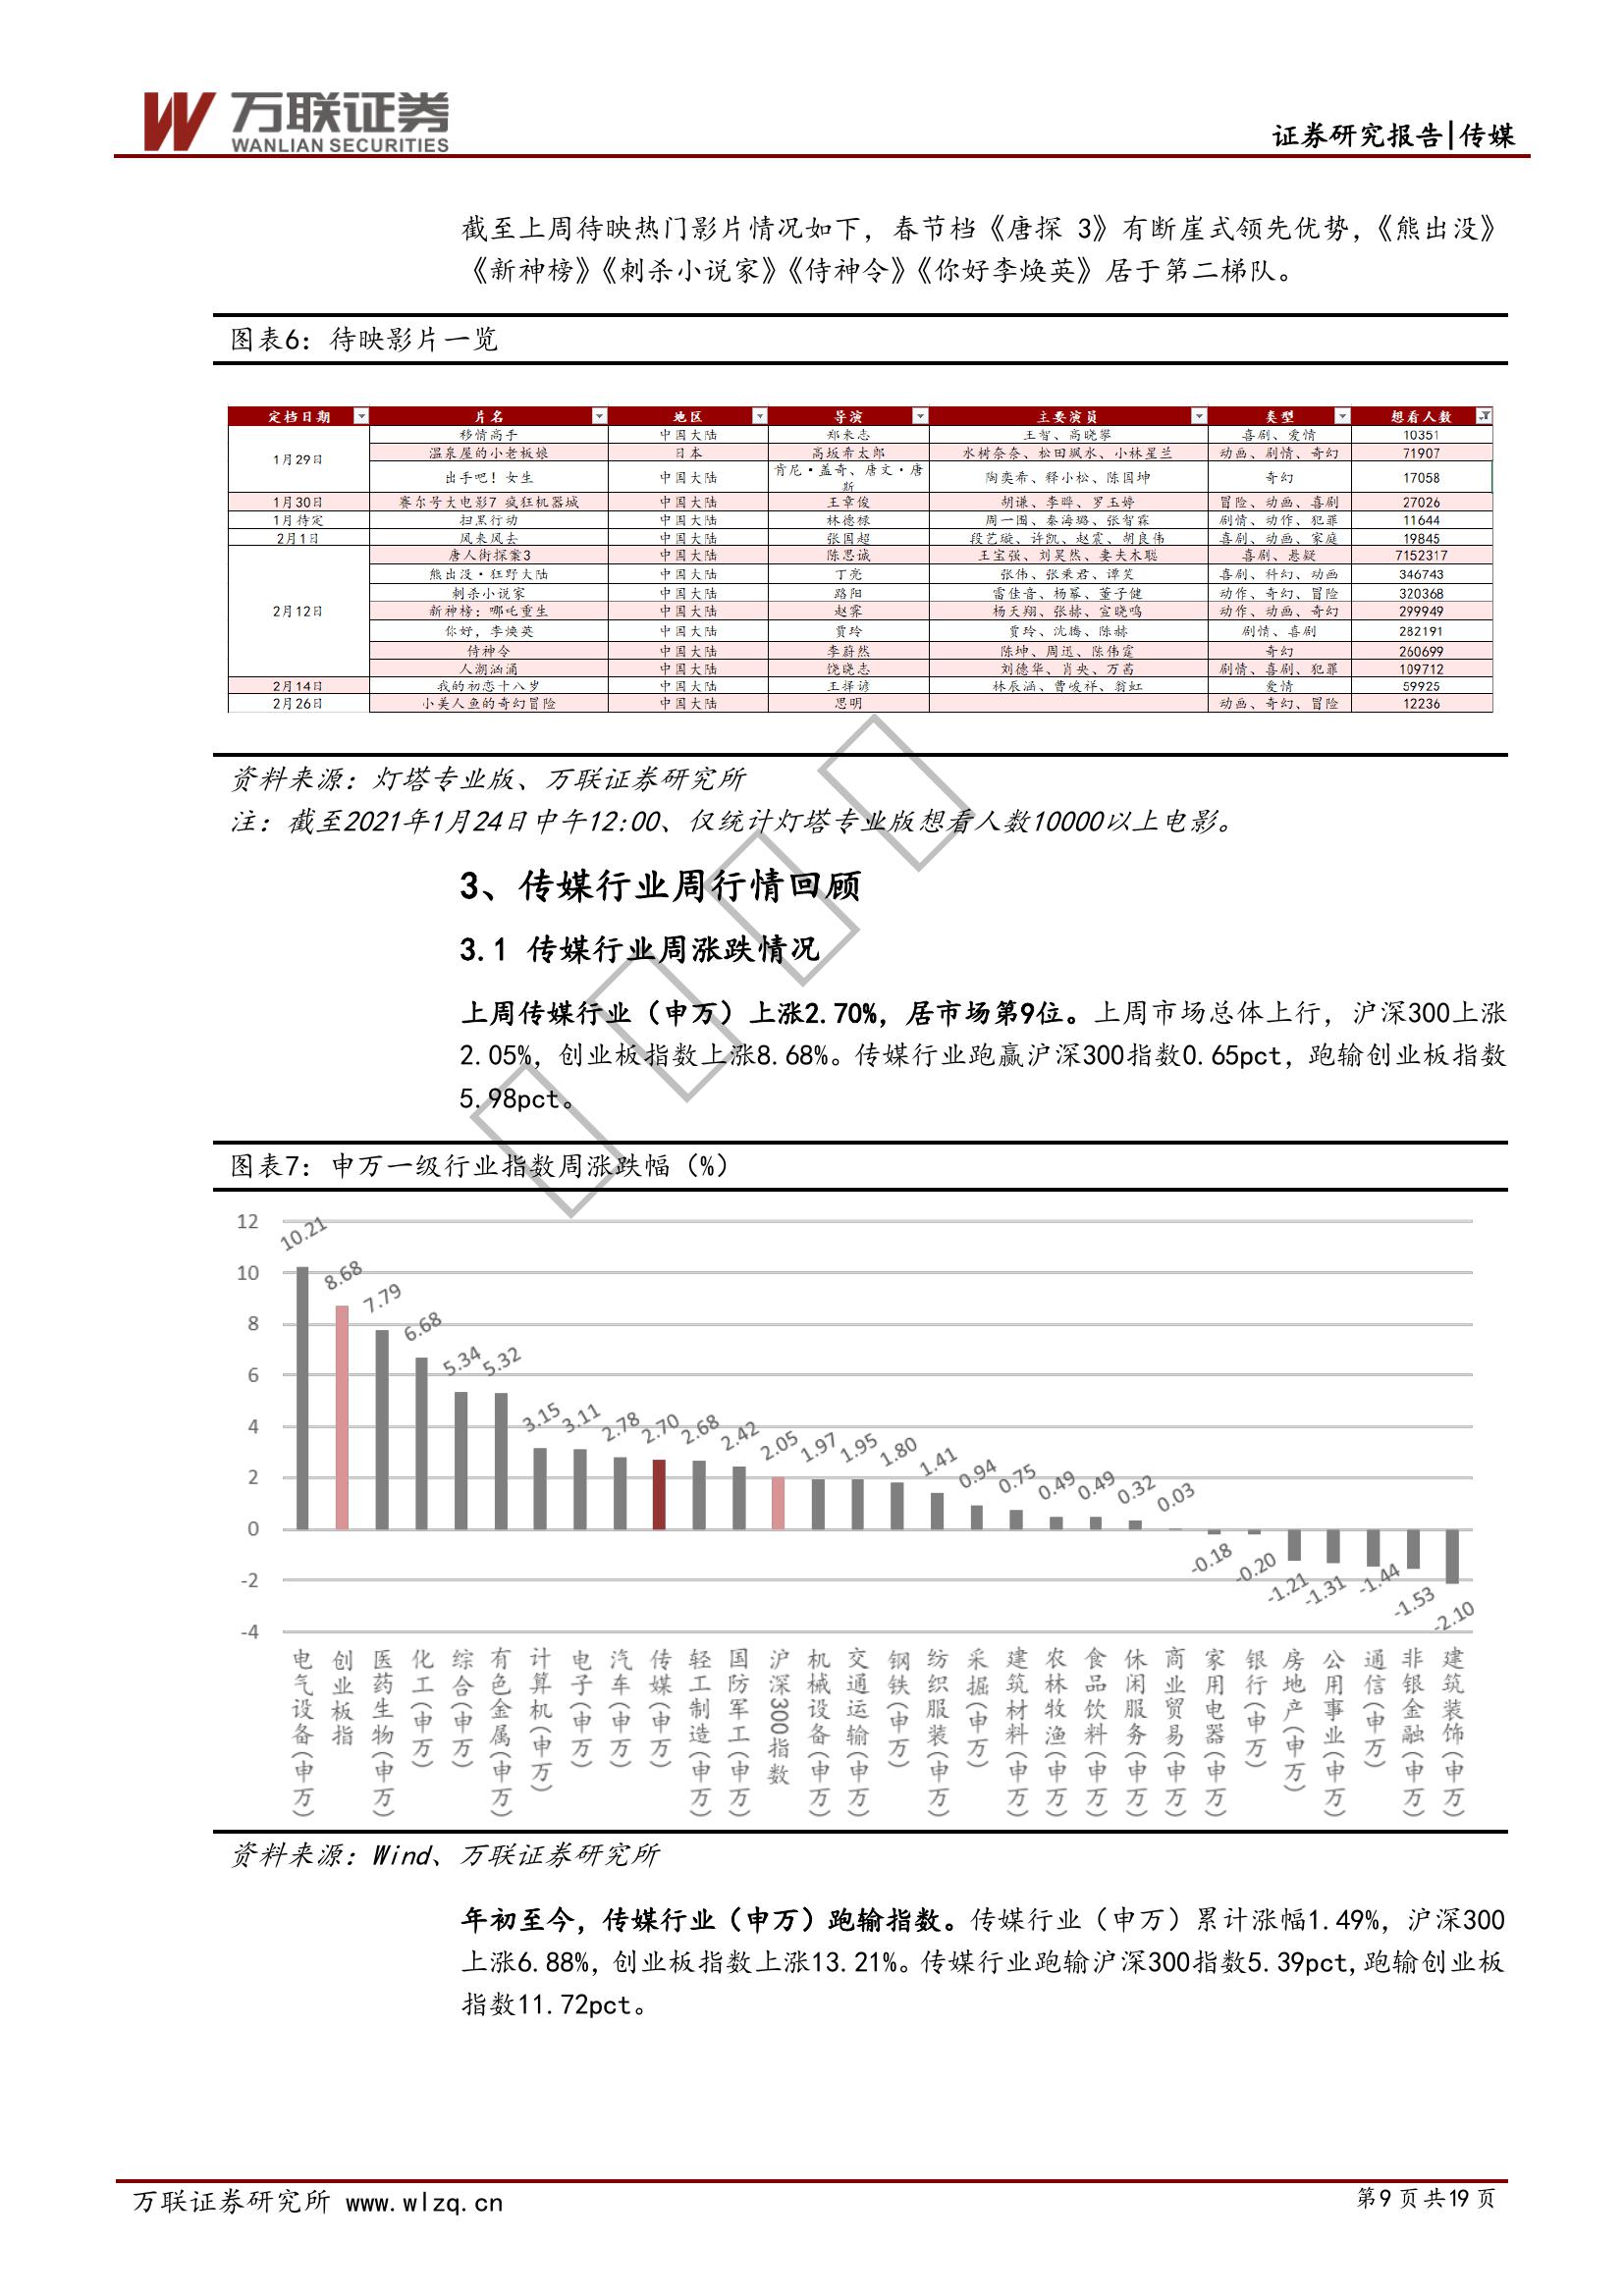 万联证券
WANLIAN SECURITIES
证券研究报告|传媒
截至上周待映热门影片情况如下，春节档《唐探 3》有断崖式领先优势，《熊出没》
《新神榜》《刺杀小说家》《侍神令》《你好李焕英》居于第二梯队。
图表6：待映影片一览
定档日期 片名 地区 导演 主要演员 类型 想看人数
移情高手 中国大陆 郑来志 王智、高晓攀 喜剧、爱情 10351
1月29日 温泉屋的小老板娘 日本 高坂希太郎 水树奈奈、松田飒水、小林星兰 动画、剧情、奇幻 71907
出手吧！女生 中国大陆 肯尼·盖奇、唐文·唐斯 陶奕希、释小松、陈国坤 奇幻 17058
1月30日 赛尔号大电影7 疯狂机器城 中国大陆 王章俊 胡谦、李晔、罗玉婷 冒险、动画、喜剧 27026
1月待定 扫黑行动 中国大陆 林德禄 周一围、秦海璐、张智霖 剧情、动作、犯罪 11644
2月1日 风来风去 中国大陆 张国超 段艺璇、许凯、赵震、胡良伟 喜剧、动画、家庭 19845
唐人街探案3 中国大陆 陈思诚 王宝强、刘昊然、妻夫木聪 喜剧、悬疑 7152317
熊出没·狂野大陆 中国大陆 丁亮 张伟、张秉君、谭笑 喜剧、科幻、动画 346743
刺杀小说家 中国大陆 路阳 雷佳音、杨幂、董子健 动作、奇幻、冒险 320368
2月12日 新神榜：哪吒重生 中国大陆 赵霁 杨天翔、张赫、宣晓鸣 动作、动画、奇幻 299949
你好，李焕英 中国大陆 贾玲 贾玲、沈腾、陈赫 剧情、喜剧 282191
侍神令 中国大陆 李蔚然 陈坤、周迅、陈伟霆 奇幻 260699
人潮汹涌 中国大陆 饶晓志 刘德华、肖央、万茜 剧情、喜剧、犯罪 109712
2月14日 我的初恋十八岁 中国大陆 王择谚 林辰涵、曹峻祥、翁虹 爱情 59925
2月26日 小美人鱼的奇幻冒险 中国大陆 思明 动画、奇幻、冒险 12236
资料来源：灯塔专业版、万联证券研究所
注：截至2021年1月24日中午12:00、仅统计灯塔专业版想看人数10000以上电影。
3、传媒行业周行情回顾
3.1 传媒行业周涨跌情况
上周传媒行业（申万）上涨2.70%，居市场第9位。上周市场总体上行，沪深300上涨
2.05%，创业板指数上涨8.68%。传媒行业跑赢沪深300指数0.65pct，跑输创业板指数
5.98pct。
图表7：申万一级行业指数周涨跌幅（%）
12
10
8
6
4
2
0
-2
-4
10.21 8.68 7.79 6.68 5.34 5.32 3.15 3.11 2.78 2.70 2.68 2.42 2.05 1.97 1.95 1.80 1.41 0.94 0.75 0.49 0.49 0.32 0.03 -0.18 -0.20 -1.21 -1.31 -1.44 -1.53 -2.10
电气设备(申万)
创业板指
医药生物(申万)
化工(申万)
综合(申万)
有色金属(申万)
计算机(申万)
电子(申万)
汽车(申万)
传媒(申万)
轻工制造(申万)
国防军工(申万)
沪深300指数
机械设备(申万)
交通运输(申万)
钢铁(申万)
纺织服装(申万)
采掘(申万)
建筑材料(申万)
农林牧渔(申万)
食品饮料(申万)
休闲服务(申万)
商业贸易(申万)
家用电器(申万)
银行(申万)
房地产(申万)
公用事业(申万)
通信(申万)
非银金融(申万)
建筑装饰(申万)
资料来源：Wind、万联证券研究所
年初至今，传媒行业（申万）跑输指数。传媒行业（申万）累计涨幅1.49%，沪深300
上涨6.88%，创业板指数上涨13.21%。传媒行业跑输沪深300指数5.39pct，跑输创业板
指数11.72pct。
万联证券研究所 www.wlzq.cn
第9页共19页